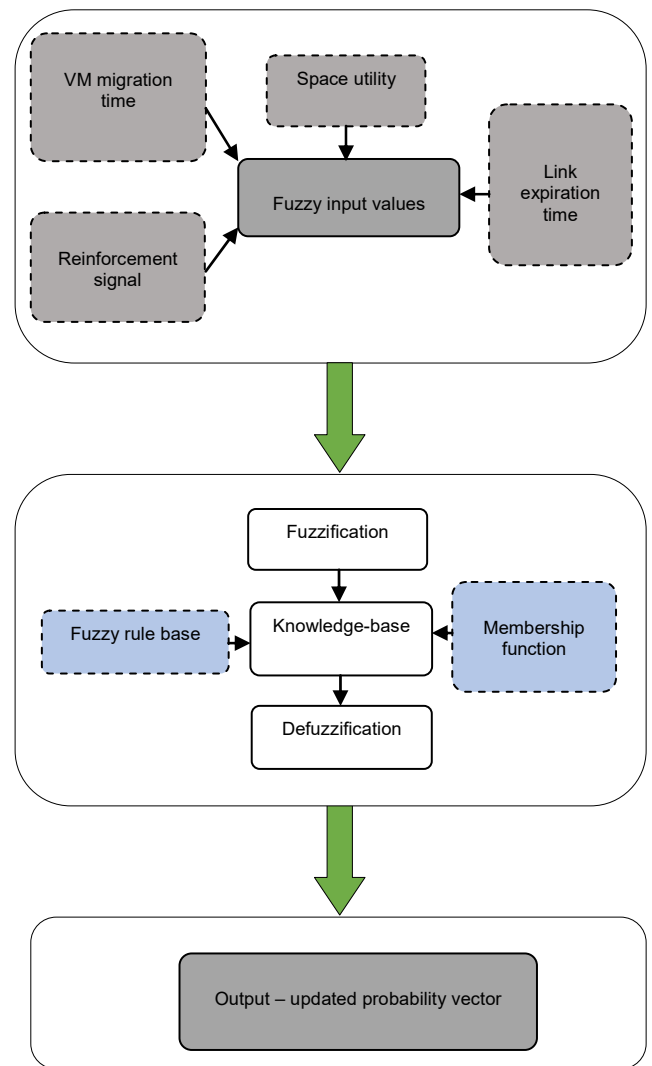 VM migration
time
Space utility
Link
expiration
time
Fuzzy input values
Reinforcement
signal
Fuzzification
Fuzzy rule base
Knowledge-base
Membership
function
Defuzzification
Output – updated probability vector